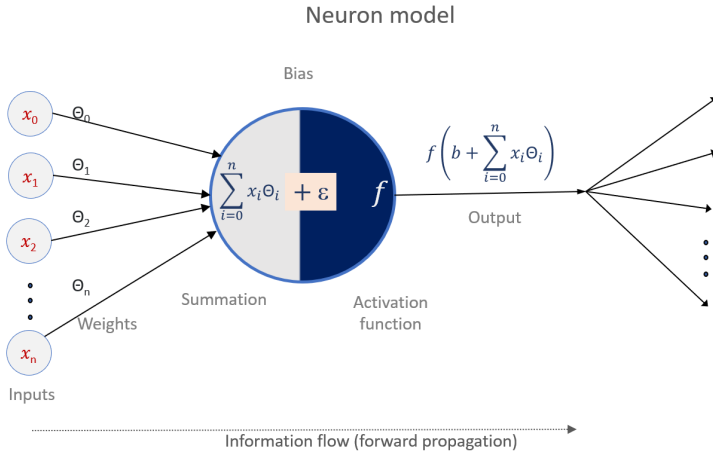 Neuron model
Bias
x₀
Θ₀
x₁
Θ₁
x₂
Θ₂
Θₙ
xₙ
Inputs
Weights
Summation
n
∑ xᵢΘᵢ
i=0
+ ε
f
Activation
function
n
f(b + ∑ xᵢΘᵢ)
i=0
Output
Information flow (forward propagation)